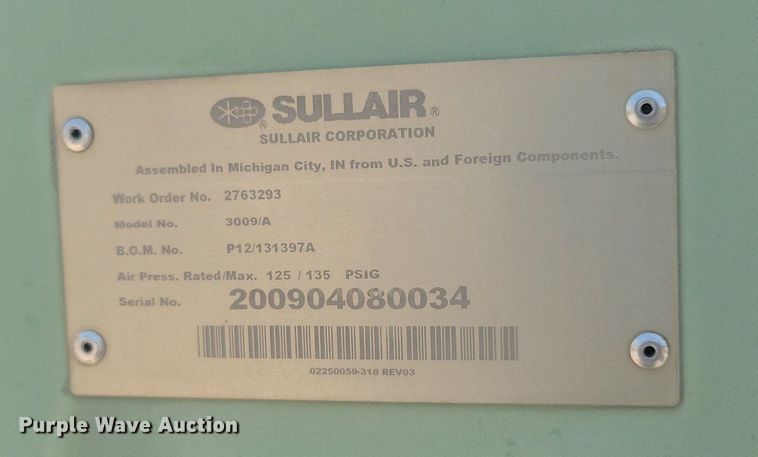 SULLAIR®
SULLAIR CORPORATION
Assembled In Michigan City, IN from U.S. and Foreign Components.
Work Order No. 2763293
Model No. 3009/A
B.O.M. No. P12/131397A
Air Press. Rated/Max. 125 / 135 PSIG
Serial No. 200904080034
02250059-318 REV03
Purple Wave Auction